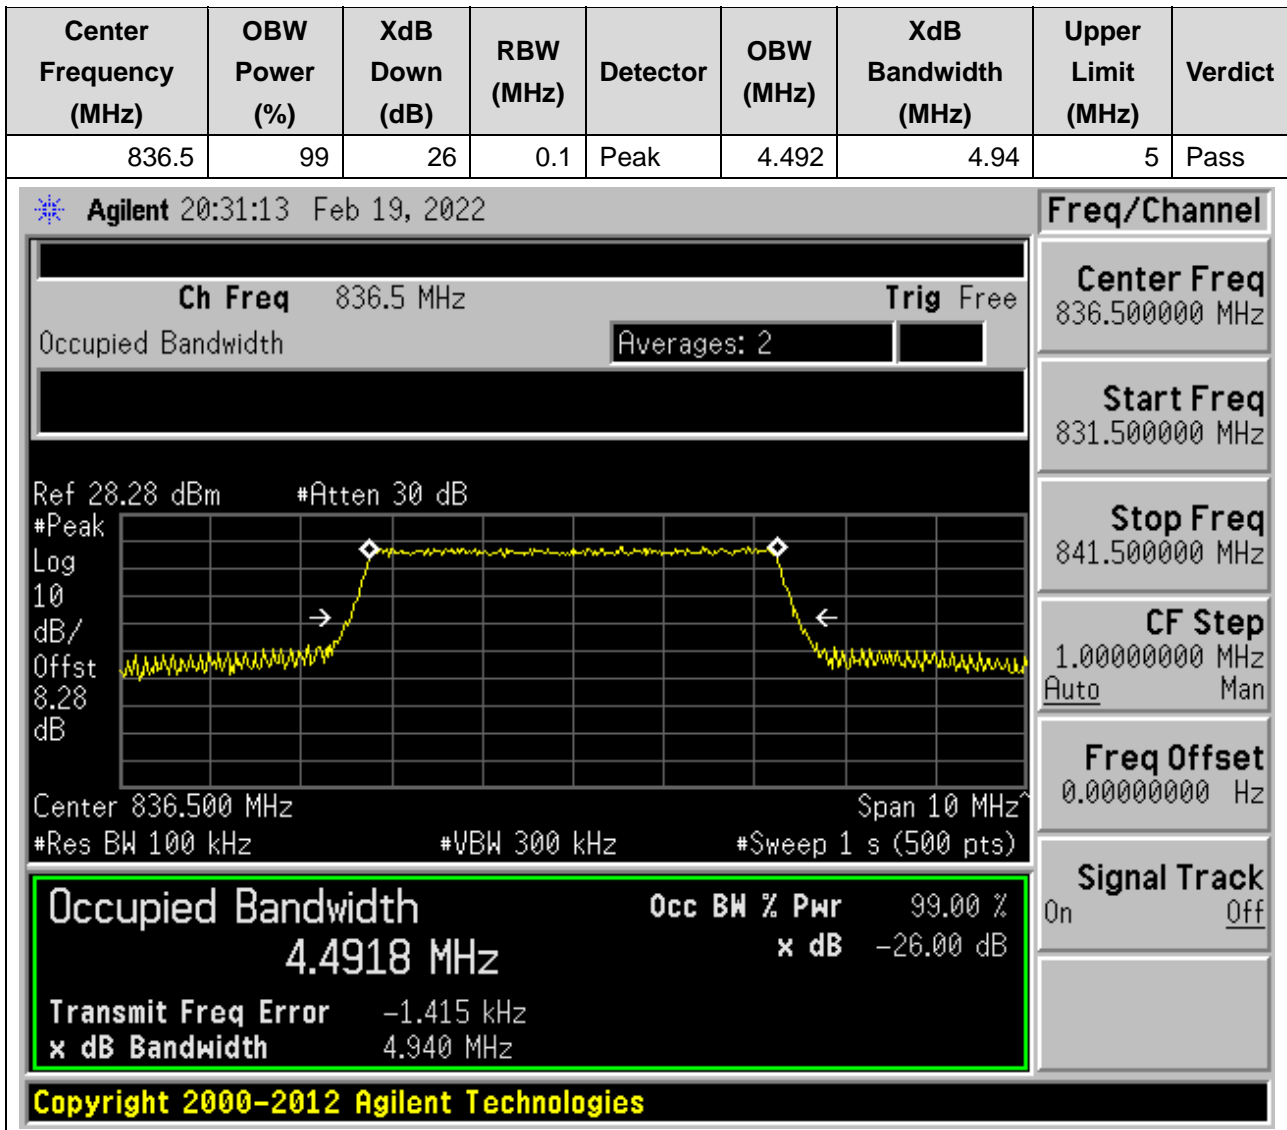 Center Frequency (MHz) OBW Power (%) XdB Down (dB) RBW (MHz) Detector OBW (MHz) XdB Bandwidth (MHz) Upper Limit (MHz) Verdict
836.5 99 26 0.1 Peak 4.492 4.94 5 Pass
Agilent 20:31:13 Feb 19, 2022
Ch Freq 836.5 MHz Trig Free
Occupied Bandwidth Averages: 2
Ref 28.28 dBm #Atten 30 dB
#Peak
Log
10
dB/
Offst
8.28
dB
Center 836.500 MHz Span 10 MHz^
#Res BW 100 kHz #VBW 300 kHz #Sweep 1 s (500 pts)
Occupied Bandwidth Occ BW % Pwr 99.00 %
4.4918 MHz x dB -26.00 dB
Transmit Freq Error -1.415 kHz
x dB Bandwidth 4.940 MHz
Freq/Channel
Center Freq
836.500000 MHz
Start Freq
831.500000 MHz
Stop Freq
841.500000 MHz
CF Step
1.00000000 MHz
Auto Man
Freq Offset
0.00000000 Hz
Signal Track
On Off
Copyright 2000-2012 Agilent Technologies